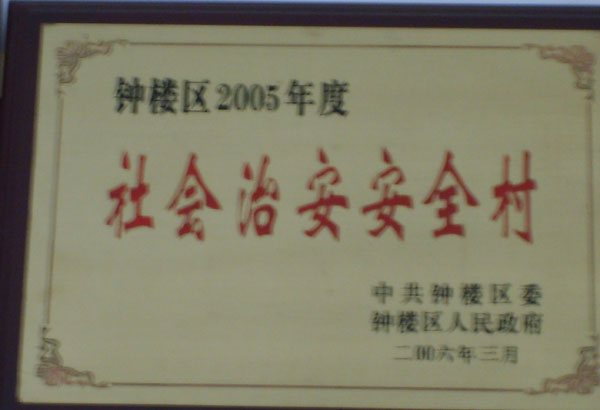 钟楼区2005年度
社会治安安全村
中共钟楼区委
钟楼区人民政府
二00六年三月